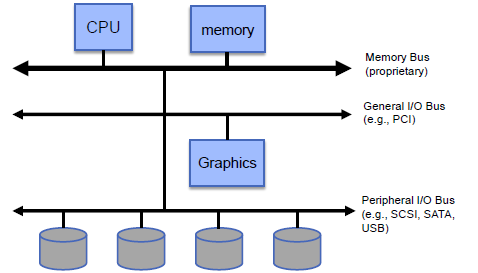 CPU
memory
Memory Bus
(proprietary)
General I/O Bus
(e.g., PCI)
Graphics
Peripheral I/O Bus
(e.g., SCSI, SATA,
USB)